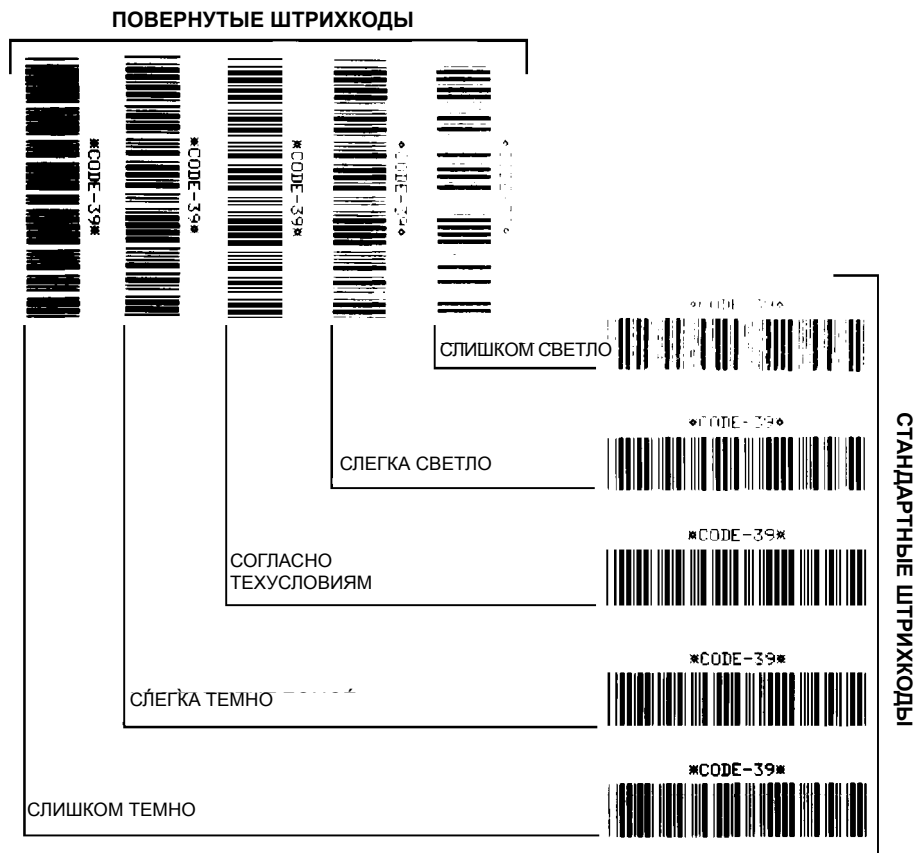 ПОВЕРНУТЫЕ ШТРИХКОДЫ
*CODE-39*
*CODE-39*
*CODE-39*
СЛИШКОМ СВЕТЛО
СЛЕГКА СВЕТЛО
*CODE-39*
СОГЛАСНО
ТЕХУСЛОВИЯМ
*CODE-39*
СЛЕГКА ТЕМНО
*CODE-39*
СЛИШКОМ ТЕМНО
СТАНДАРТНЫЕ ШТРИХКОДЫ